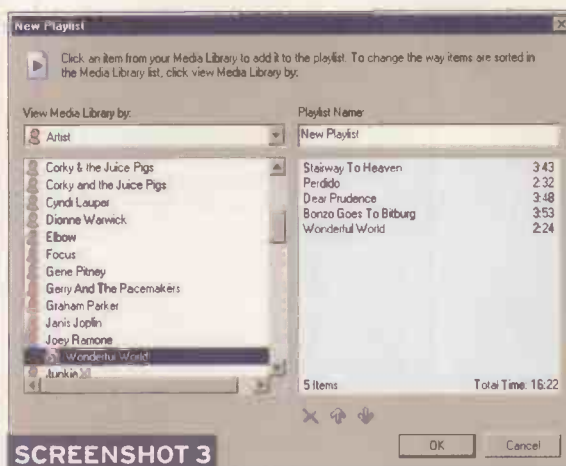 New Playlist
Click an item from your Media Library to add it to the playlist. To change the way items are sorted in
the Media Library list, click view Media Library by:
View Media Library by:
Artist
Corky & the Juice Pigs
Corky and the Juice Pigs
Cyndi Lauper
Dionne Warwick
Elbow
Focus
Gene Pitney
Gerry And The Pacemakers
Graham Parker
Janis Joplin
Joey Ramone
Wonderful World
Junkie XL
Playlist Name:
New Playlist
Stairway To Heaven 3:43
Perdido 2:32
Dear Prudence 3:48
Bonzo Goes To Bitburg 3:53
Wonderful World 2:24
5 Items Total Time: 16:22
OK Cancel
SCREENSHOT 3